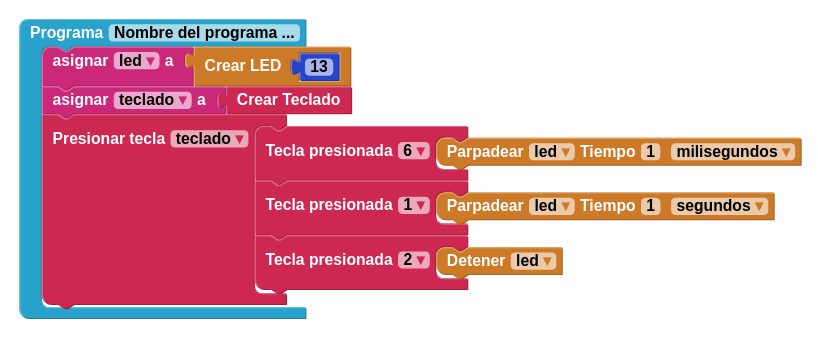 Programa Nombre del programa ...
asignar led ▾ a Crear LED 13
asignar teclado ▾ a Crear Teclado
Presionar tecla teclado ▾
Tecla presionada 6 ▾ Parpadear led ▾ Tiempo 1 milisegundos ▾
Tecla presionada 1 ▾ Parpadear led ▾ Tiempo 1 segundos ▾
Tecla presionada 2 ▾ Detener led ▾